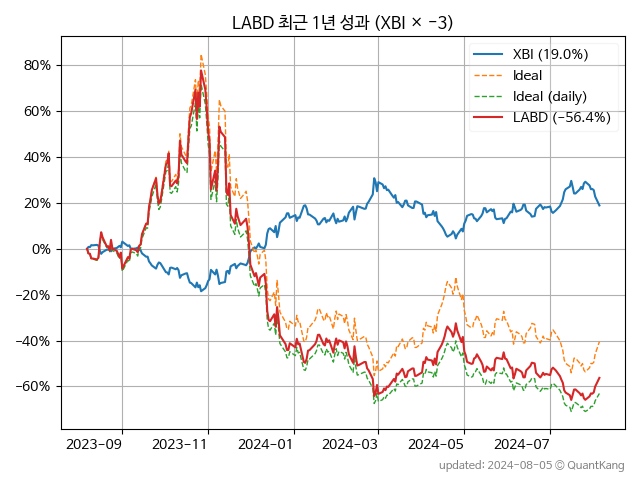 LABD 최근 1년 성과 (XBI × −3)
XBI (19.0%)
Ideal
Ideal (daily)
LABD (−56.4%)
80%
60%
40%
20%
0%
−20%
−40%
−60%
2023-09 2023-11 2024-01 2024-03 2024-05 2024-07
updated: 2024-08-05 © QuantKang